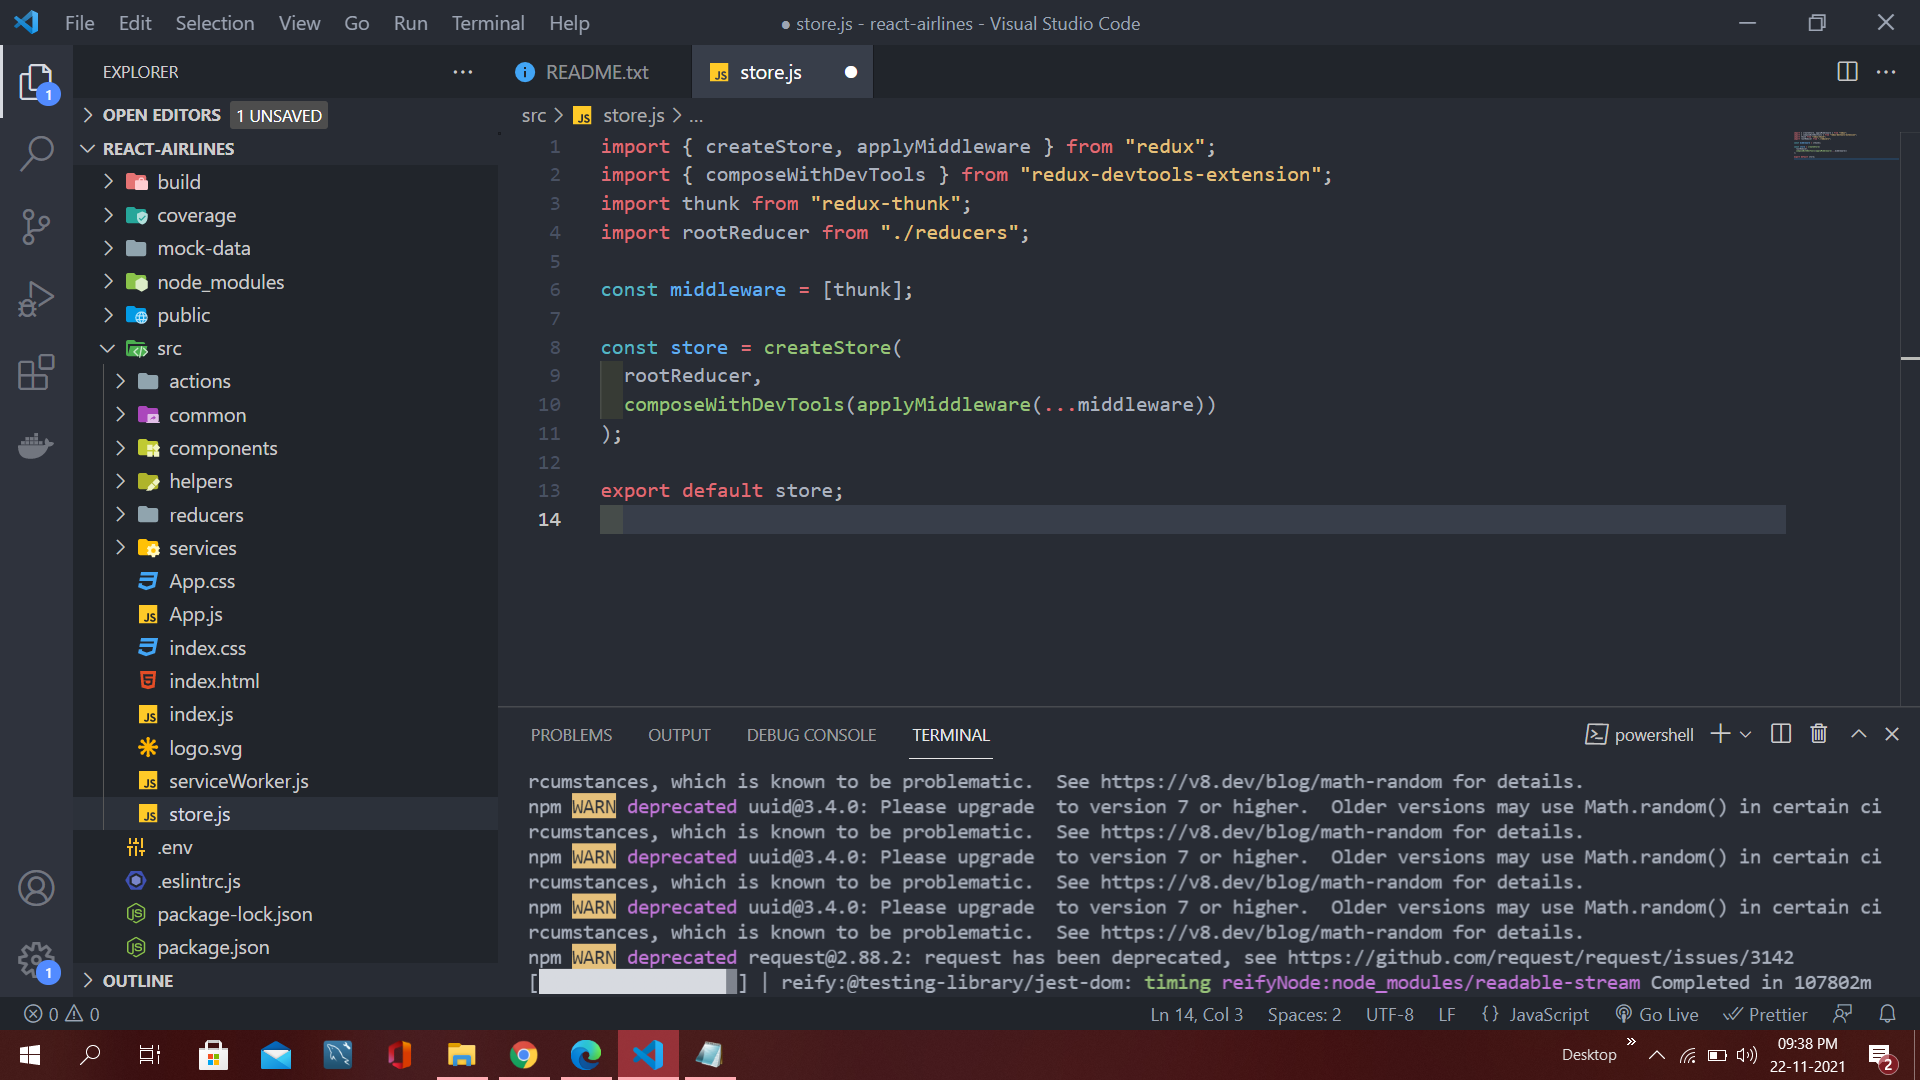 File Edit Selection View Go Run Terminal Help
● store.js - react-airlines - Visual Studio Code
EXPLORER
README.txt
JS store.js
1
OPEN EDITORS 1 UNSAVED
src > JS store.js > ...
REACT-AIRLINES
build
coverage
mock-data
node_modules
public
src
actions
common
components
helpers
reducers
services
App.css
JS App.js
index.css
index.html
JS index.js
logo.svg
JS serviceWorker.js
JS store.js
.env
.eslintrc.js
package-lock.json
package.json
OUTLINE
1
1 import { createStore, applyMiddleware } from "redux";
2 import { composeWithDevTools } from "redux-devtools-extension";
3 import thunk from "redux-thunk";
4 import rootReducer from "./reducers";
5
6 const middleware = [thunk];
7
8 const store = createStore(
9 rootReducer,
10 composeWithDevTools(applyMiddleware(...middleware))
11 );
12
13 export default store;
14
PROBLEMS OUTPUT DEBUG CONSOLE TERMINAL
powershell
rcumstances, which is known to be problematic.  See https://v8.dev/blog/math-random for details.
npm WARN deprecated uuid@3.4.0: Please upgrade  to version 7 or higher.  Older versions may use Math.random() in certain ci
rcumstances, which is known to be problematic.  See https://v8.dev/blog/math-random for details.
npm WARN deprecated uuid@3.4.0: Please upgrade  to version 7 or higher.  Older versions may use Math.random() in certain ci
rcumstances, which is known to be problematic.  See https://v8.dev/blog/math-random for details.
npm WARN deprecated uuid@3.4.0: Please upgrade  to version 7 or higher.  Older versions may use Math.random() in certain ci
rcumstances, which is known to be problematic.  See https://v8.dev/blog/math-random for details.
npm WARN deprecated request@2.88.2: request has been deprecated, see https://github.com/request/request/issues/3142
[ ] | reify:@testing-library/jest-dom: timing reifyNode:node_modules/readable-stream Completed in 107802m
0 0
Ln 14, Col 3 Spaces: 2 UTF-8 LF {} JavaScript Go Live Prettier
Desktop »
09:38 PM
22-11-2021
2